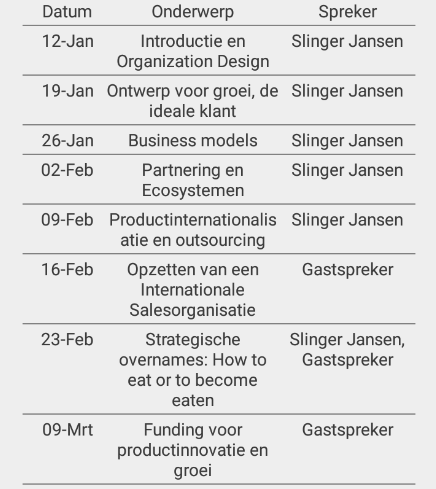 Datum Onderwerp Spreker
12-Jan Introductie en Slinger Jansen
Organization Design
19-Jan Ontwerp voor groei, de Slinger Jansen
ideale klant
26-Jan Business models Slinger Jansen
02-Feb Partnering en Slinger Jansen
Ecosystemen
09-Feb Productinternationalis Slinger Jansen
atie en outsourcing
16-Feb Opzetten van een Gastspreker
Internationale
Salesorganisatie
23-Feb Strategische Slinger Jansen,
overnames: How to Gastspreker
eat or to become
eaten
09-Mrt Funding voor Gastspreker
productinnovatie en
groei